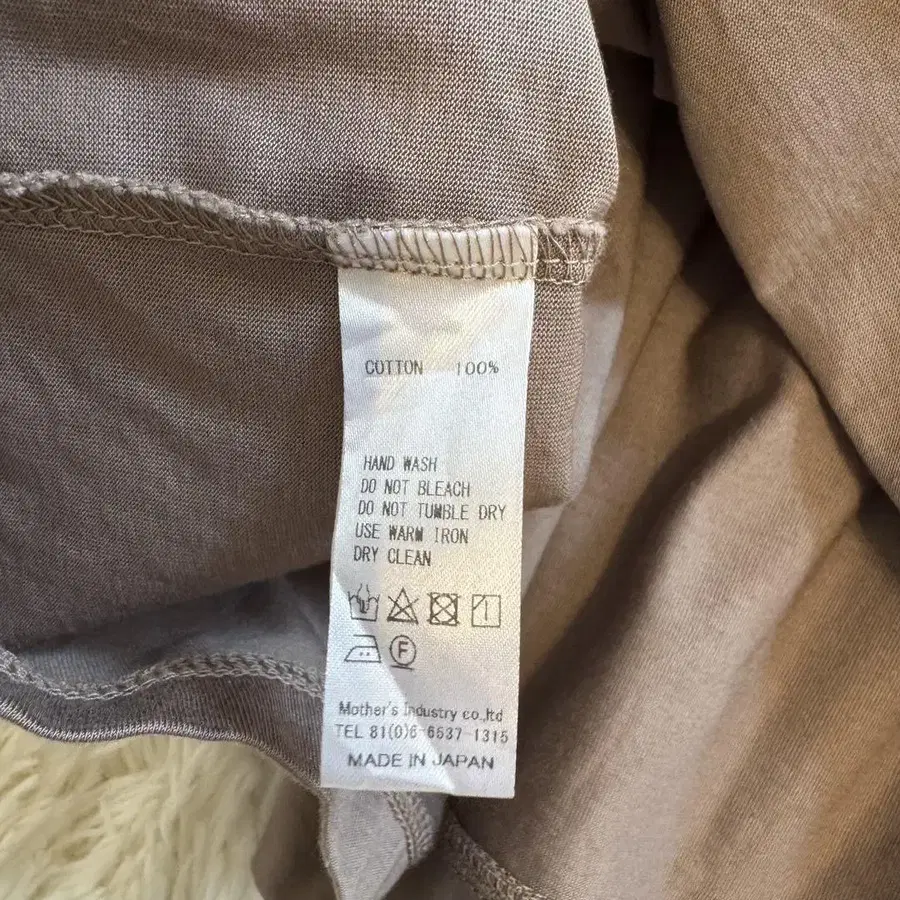 COTTON 100%
HAND WASH
DO NOT BLEACH
DO NOT TUMBLE DRY
USE WARM IRON
DRY CLEAN
F
Mother's Industry co.,ltd
TEL 81(0)6-6537-1315
MADE IN JAPAN